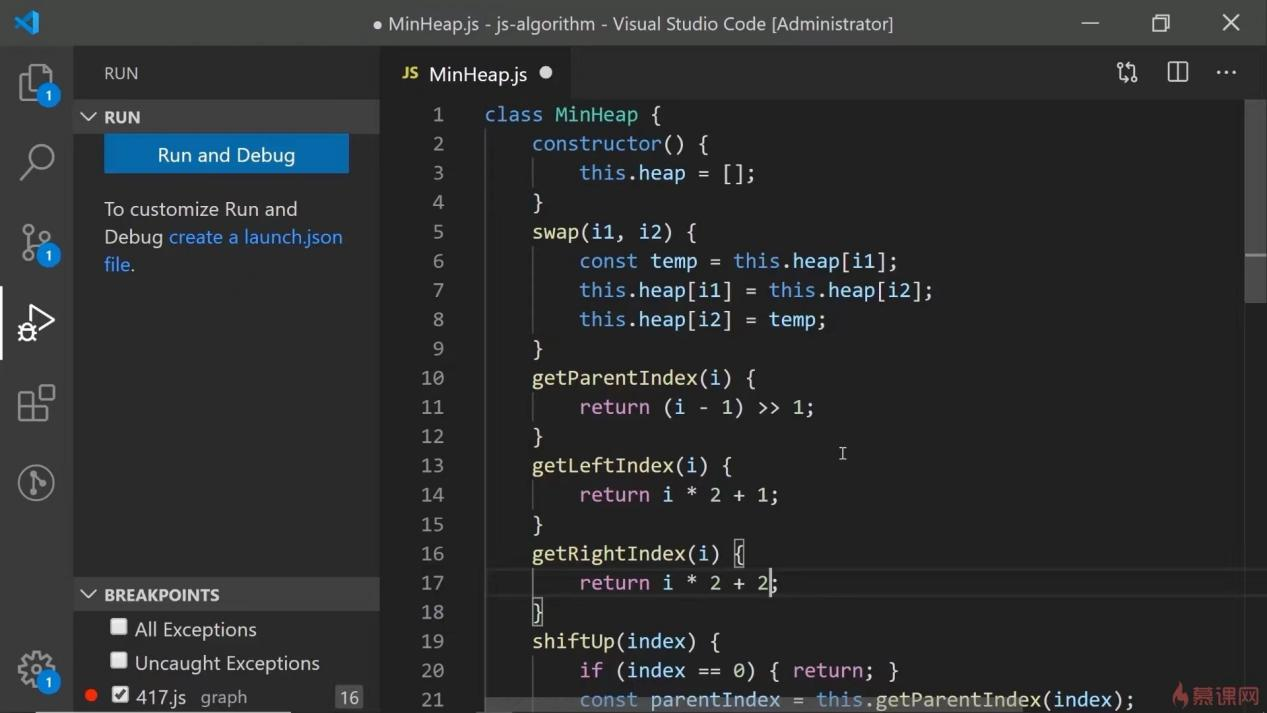 ● MinHeap.js - js-algorithm - Visual Studio Code [Administrator]
RUN
JS MinHeap.js ●
RUN
Run and Debug
To customize Run and
Debug create a launch.json
file.
1
1
1
BREAKPOINTS
All Exceptions
Uncaught Exceptions
417.js graph 16
1 class MinHeap {
2 constructor() {
3 this.heap = [];
4 }
5 swap(i1, i2) {
6 const temp = this.heap[i1];
7 this.heap[i1] = this.heap[i2];
8 this.heap[i2] = temp;
9 }
10 getParentIndex(i) {
11 return (i - 1) >> 1;
12 }
13 getLeftIndex(i) {
14 return i * 2 + 1;
15 }
16 getRightIndex(i) {
17 return i * 2 + 2;
18 }
19 shiftUp(index) {
20 if (index == 0) { return; }
21 const parentIndex = this.getParentIndex(index);
慕课网